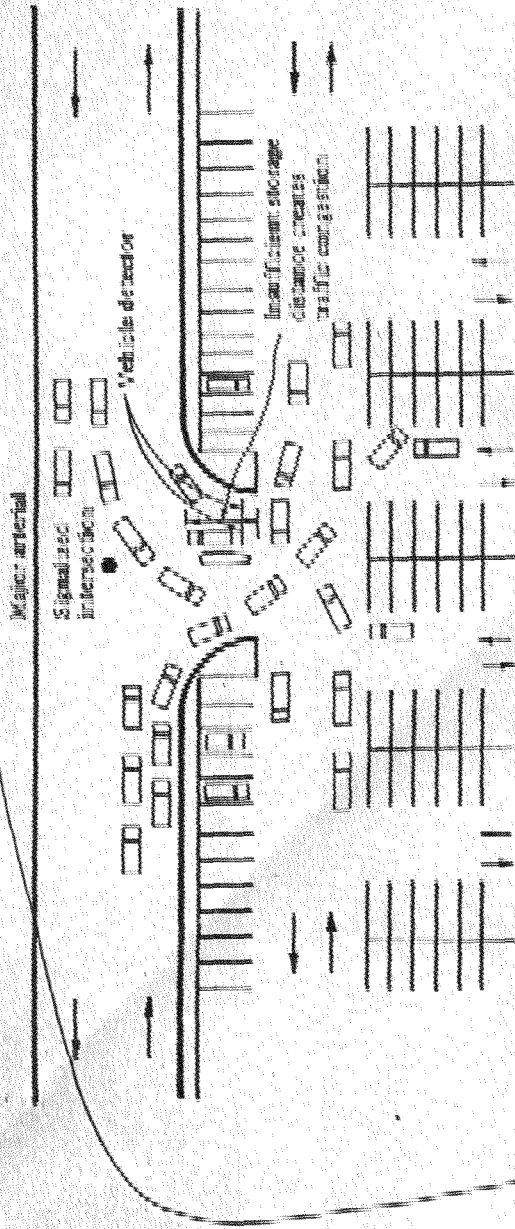 Major arterial
Signalized
intersection
Vehicle detector
Insufficient storage
distance creates
traffic congestion